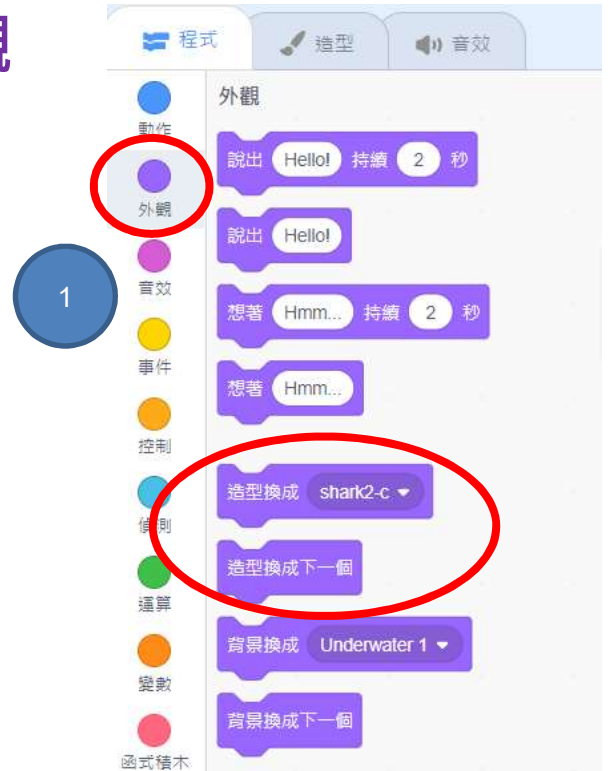 觀
程式 造型 音效
動作
外觀
音效
事件
控制
偵測
運算
變數
函式積木
1
外觀
說出 Hello! 持續 2 秒
說出 Hello!
想著 Hmm... 持續 2 秒
想著 Hmm...
造型換成 shark2-c
造型換成下一個
背景換成 Underwater 1
背景換成下一個